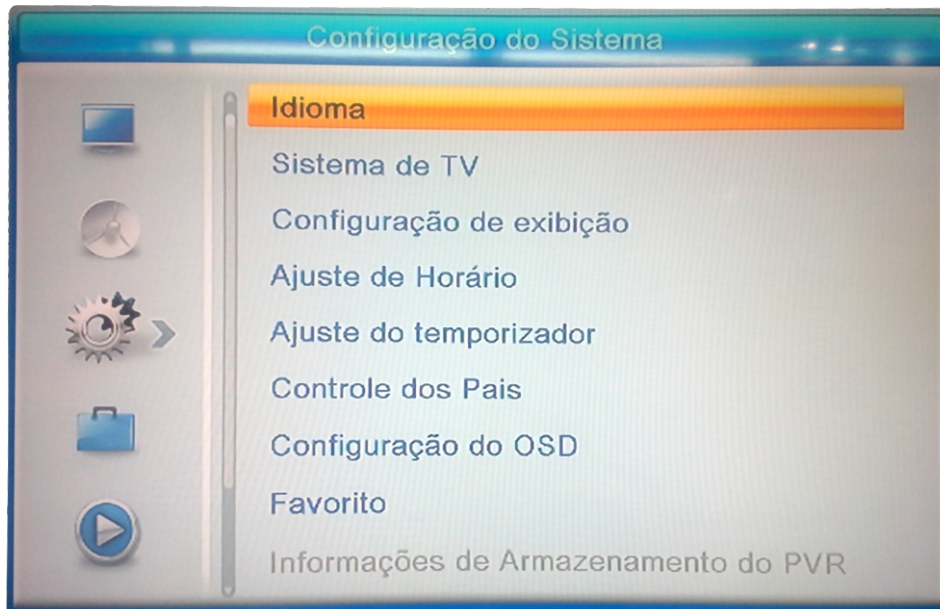 Configuração do Sistema
Idioma
Sistema de TV
Configuração de exibição
Ajuste de Horário
Ajuste do temporizador
Controle dos Pais
Configuração do OSD
Favorito
Informações de Armazenamento do PVR